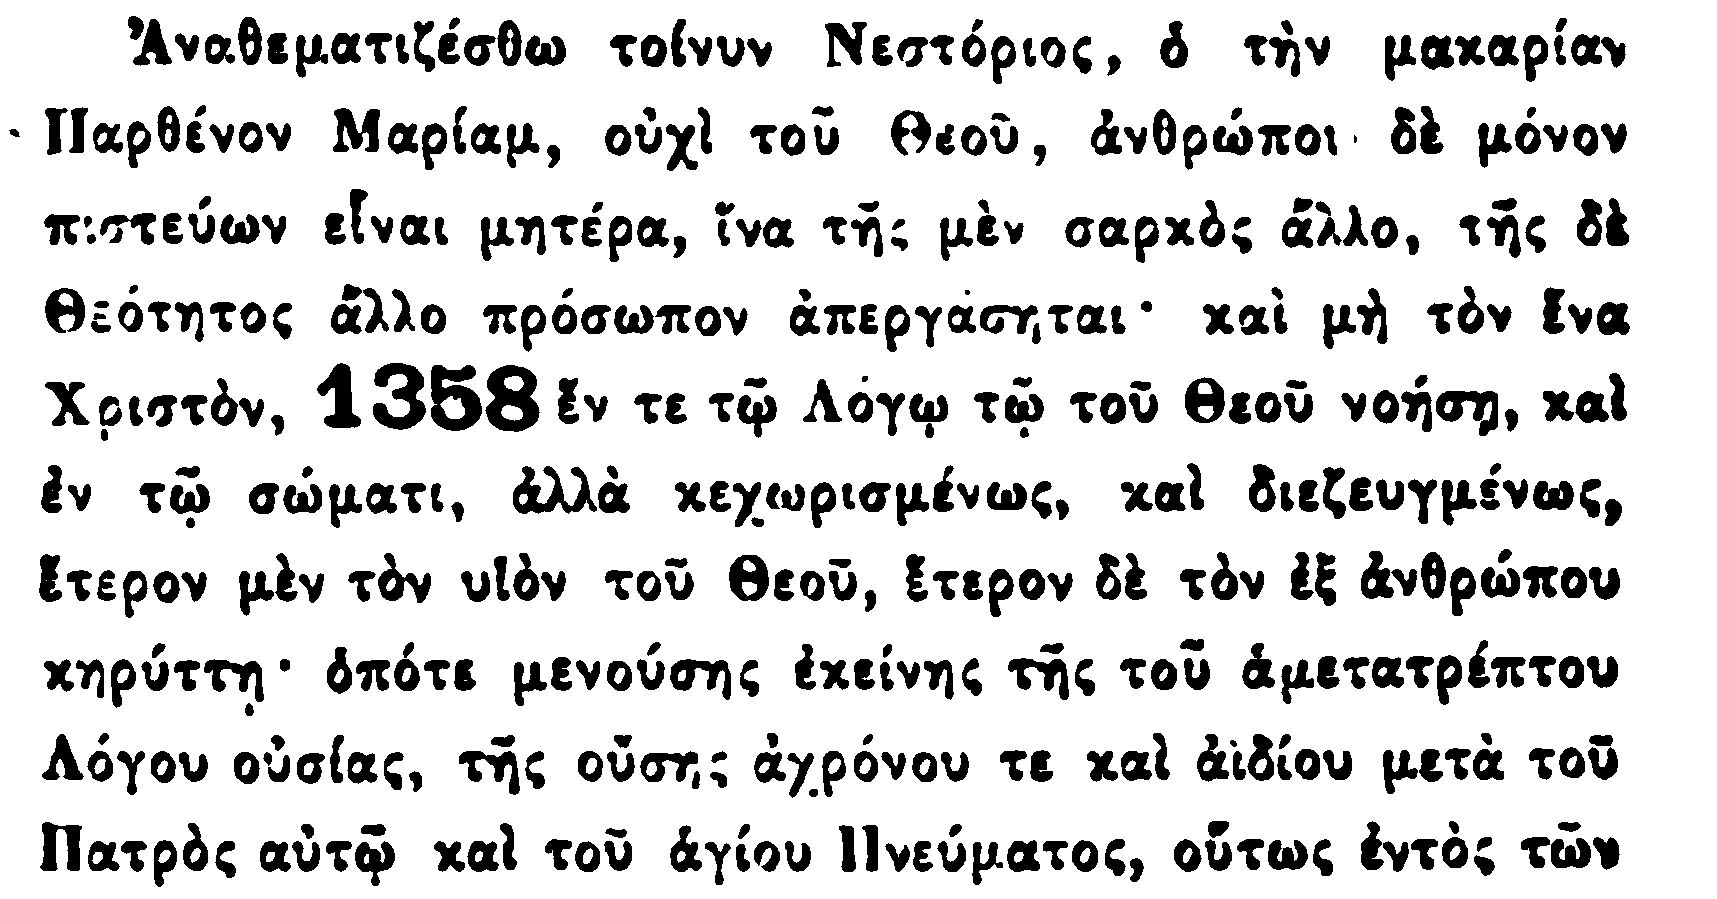 Ἀναθεματιζέσθω τοίνυν Νεστόριος, ὁ τὴν μακαρίαν
Παρθένον Μαρίαμ, οὐχὶ τοῦ Θεοῦ, ἀνθρώποι· δὲ μόνον
πιστεύων εἶναι μητέρα, ἵνα τῆς μὲν σαρκὸς ἄλλο, τῆς δὲ
Θεότητος ἄλλο πρόσωπον ἀπεργάσηται· καὶ μὴ τὸν ἕνα
Χριστὸν, 1358 ἔν τε τῷ Λόγῳ τῷ τοῦ Θεοῦ νοήσῃ, καὶ
ἐν τῷ σώματι, ἀλλὰ κεχωρισμένως, καὶ διεζευγμένως,
ἕτερον μὲν τὸν υἱὸν τοῦ Θεοῦ, ἕτερον δὲ τὸν ἐξ ἀνθρώπου
κηρύττῃ· ὁπότε μενούσης ἐκείνης τῆς τοῦ ἀμετατρέπτου
Λόγου οὐσίας, τῆς οὔσης ἀχρόνου τε καὶ ἀϊδίου μετὰ τοῦ
Πατρὸς αὐτῷ καὶ τοῦ ἁγίου Πνεύματος, οὕτως ἐντὸς τῶν